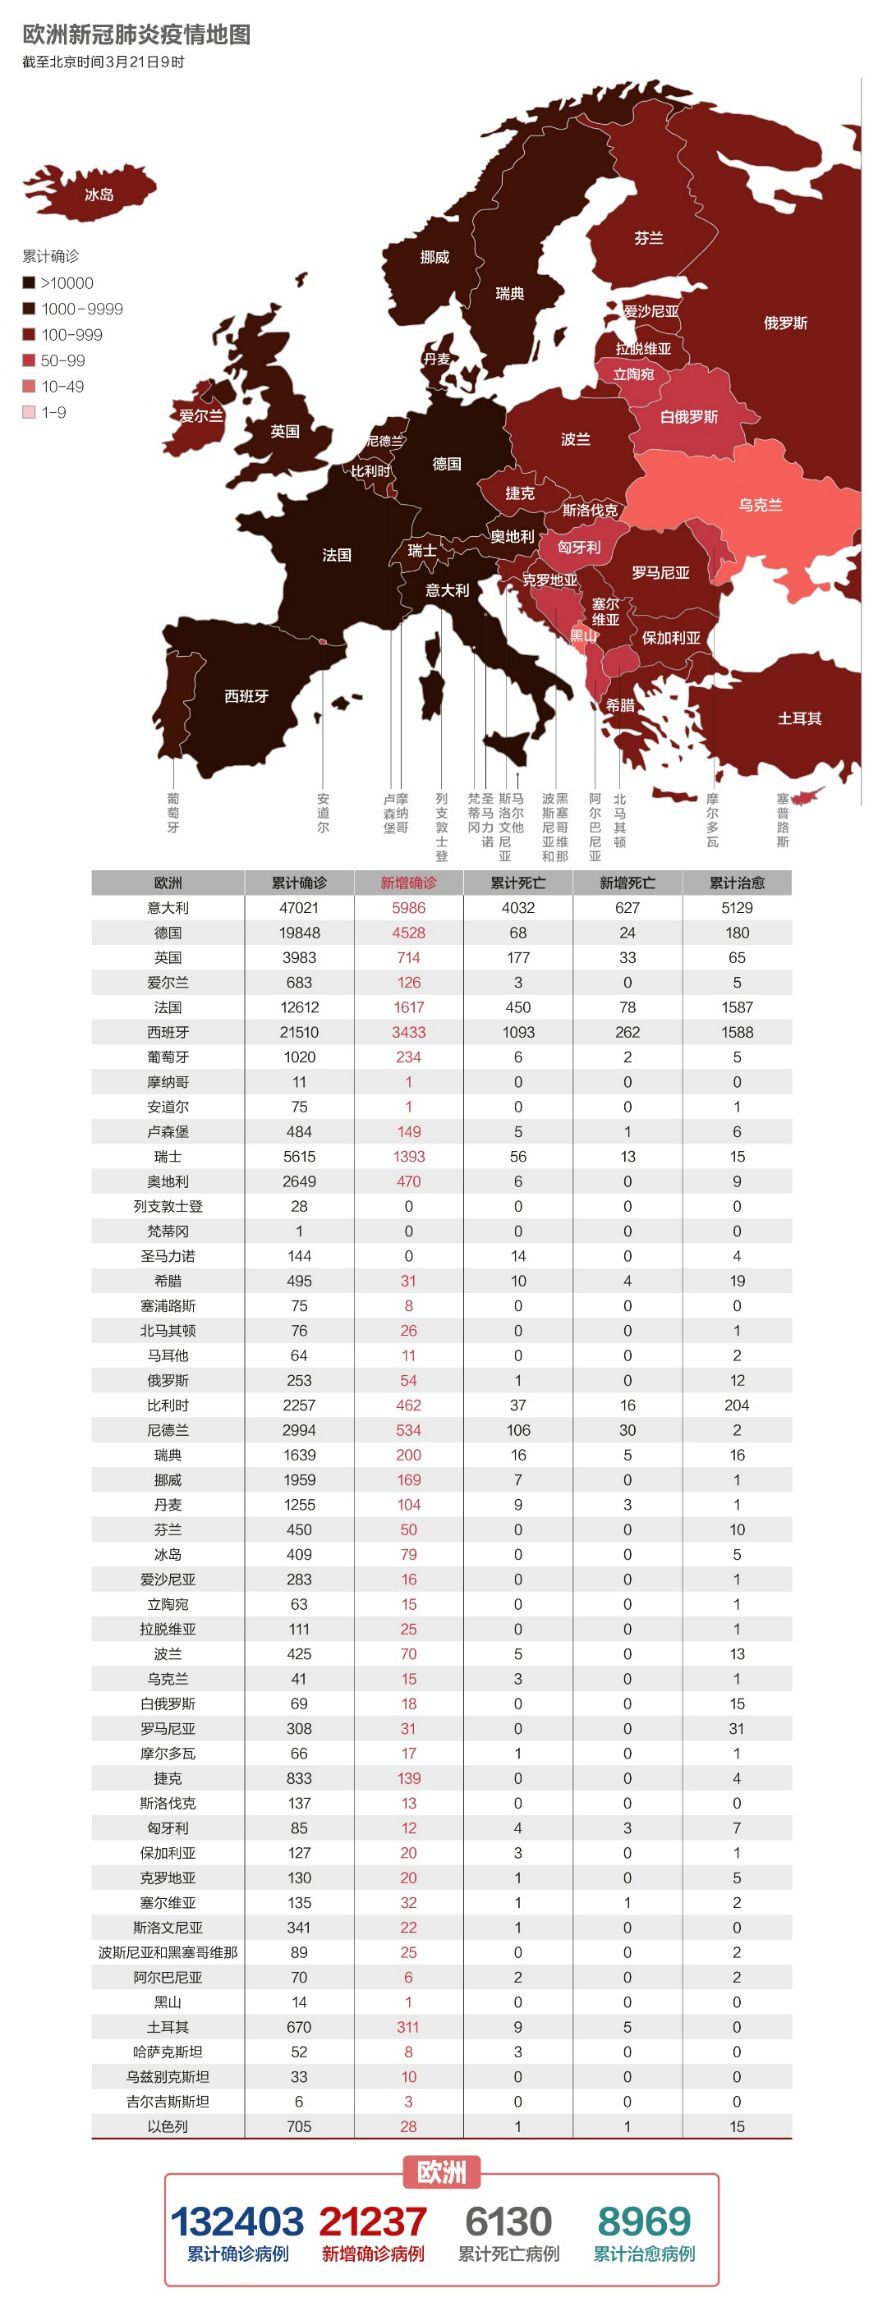 欧洲新冠肺炎疫情地图
截至北京时间3月21日9时
冰岛
累计确诊
>10000
1000-9999
100-999
50-99
10-49
1-9
挪威
瑞典
芬兰
俄罗斯
爱沙尼亚
拉脱维亚
立陶宛
白俄罗斯
丹麦
爱尔兰
英国
尼德兰
比利时
德国
波兰
捷克
斯洛伐克
乌克兰
法国
瑞士
奥地利
匈牙利
意大利
克罗地亚
罗马尼亚
塞尔
维亚
黑山
保加利亚
西班牙
希腊
土耳其
葡萄牙
安道尔
卢森堡
摩纳哥
列支敦士登
梵蒂冈
圣马力诺
斯洛文尼亚
马尔他
波斯尼亚和
黑塞哥维那
阿尔巴尼亚
北马其顿
摩尔多瓦
塞普路斯
欧洲 累计确诊 新增确诊 累计死亡 新增死亡 累计治愈
意大利 47021 5986 4032 627 5129
德国 19848 4528 68 24 180
英国 3983 714 177 33 65
爱尔兰 683 126 3 0 5
法国 12612 1617 450 78 1587
西班牙 21510 3433 1093 262 1588
葡萄牙 1020 234 6 2 5
摩纳哥 11 1 0 0 0
安道尔 75 1 0 0 1
卢森堡 484 149 5 1 6
瑞士 5615 1393 56 13 15
奥地利 2649 470 6 0 9
列支敦士登 28 0 0 0 0
梵蒂冈 1 0 0 0 0
圣马力诺 144 0 14 0 4
希腊 495 31 10 4 19
塞浦路斯 75 8 0 0 0
北马其顿 76 26 0 0 1
马耳他 64 11 0 0 2
俄罗斯 253 54 1 0 12
比利时 2257 462 37 16 204
尼德兰 2994 534 106 30 2
瑞典 1639 200 16 5 16
挪威 1959 169 7 0 1
丹麦 1255 104 9 3 1
芬兰 450 50 0 0 10
冰岛 409 79 0 0 5
爱沙尼亚 283 16 0 0 1
立陶宛 63 15 0 0 1
拉脱维亚 111 25 0 0 1
波兰 425 70 5 0 13
乌克兰 41 15 3 0 1
白俄罗斯 69 18 0 0 15
罗马尼亚 308 31 0 0 31
摩尔多瓦 66 17 1 0 1
捷克 833 139 0 0 4
斯洛伐克 137 13 0 0 0
匈牙利 85 12 4 3 7
保加利亚 127 20 3 0 1
克罗地亚 130 20 1 0 5
塞尔维亚 135 32 1 1 2
斯洛文尼亚 341 22 1 0 0
波斯尼亚和黑塞哥维那 89 25 0 0 2
阿尔巴尼亚 70 6 2 0 2
黑山 14 1 0 0 0
土耳其 670 311 9 5 0
哈萨克斯坦 52 8 3 0 0
乌兹别克斯坦 33 10 0 0 0
吉尔吉斯斯坦 6 3 0 0 0
以色列 705 28 1 1 15
欧洲
132403 21237 6130 8969
累计确诊病例 新增确诊病例 累计死亡病例 累计治愈病例